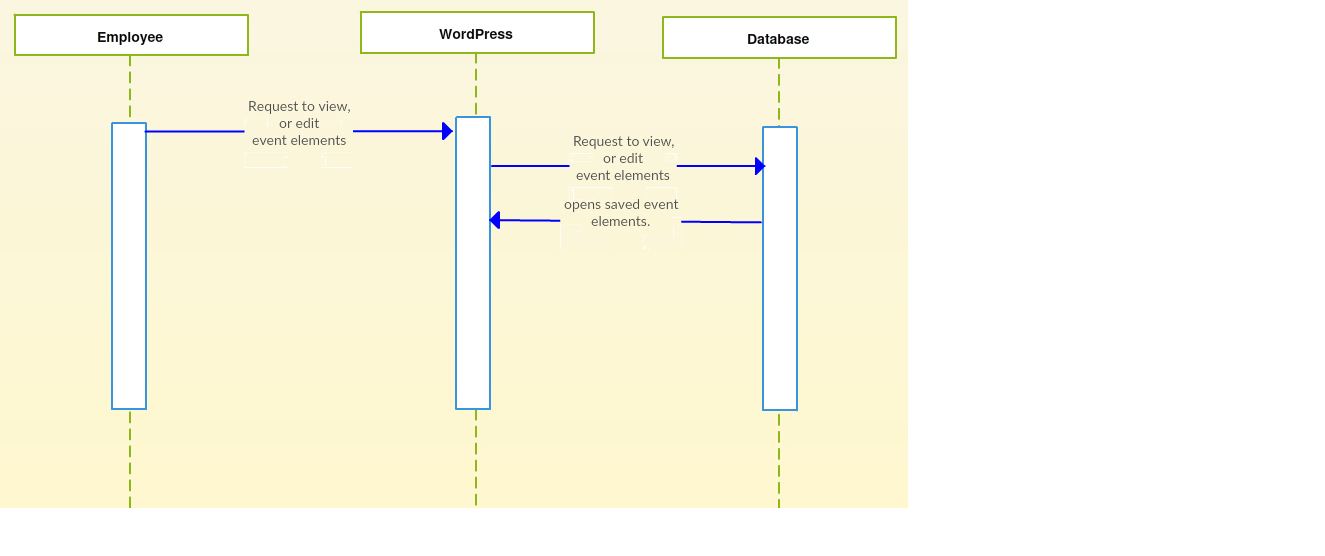 Employee
WordPress
Database
Request to view,
or edit
event elements
Request to view,
or edit
event elements
opens saved event
elements.